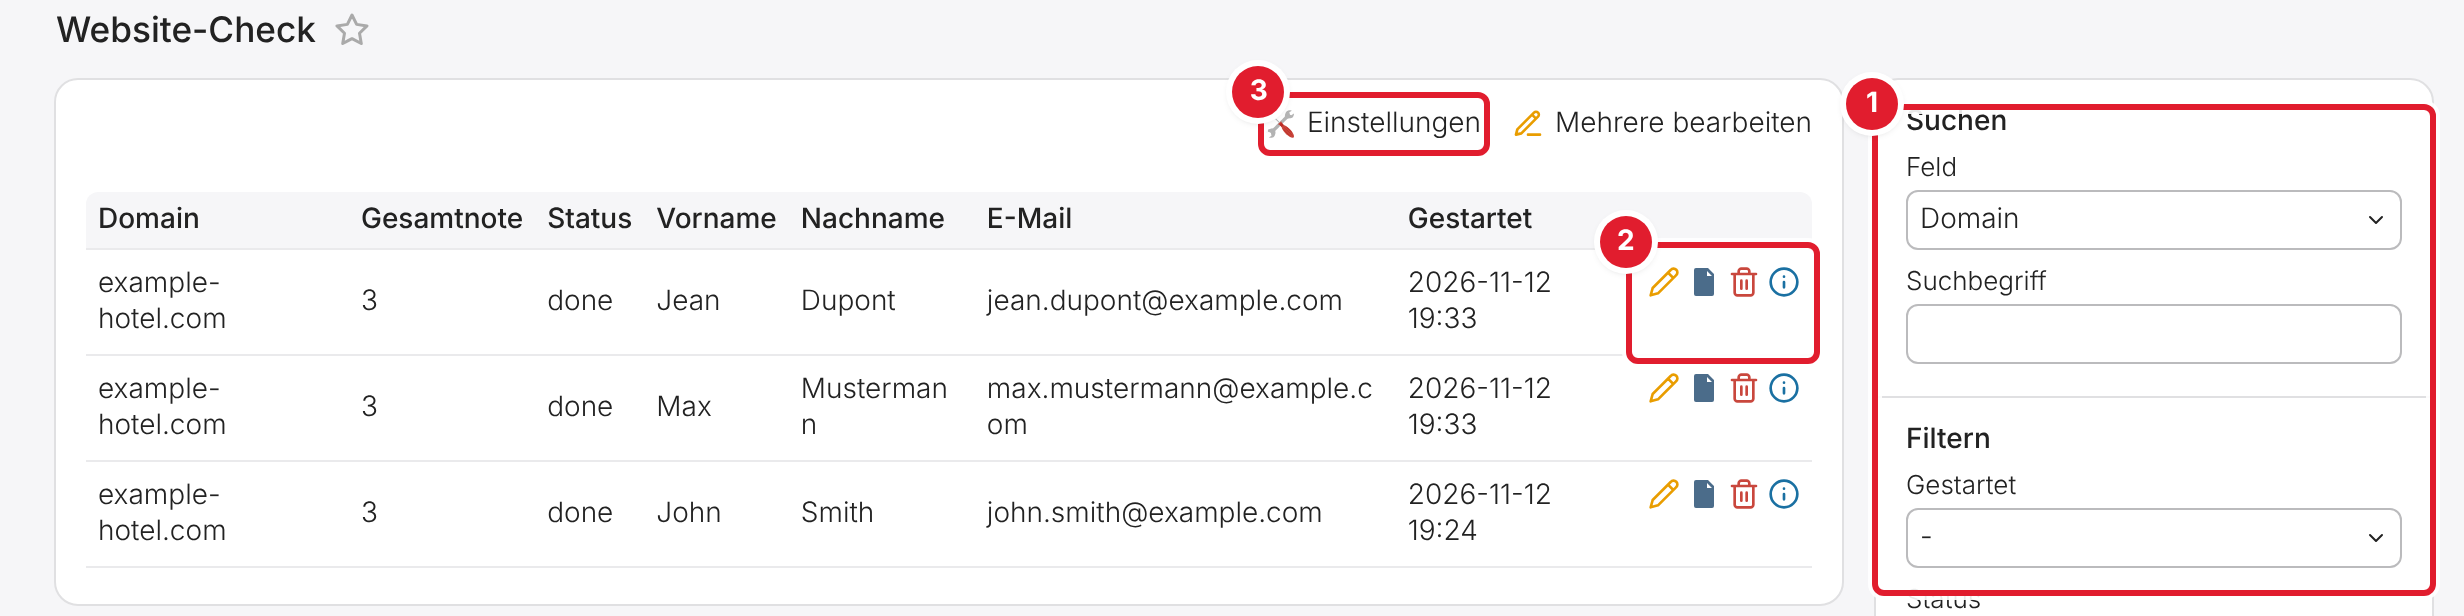 Website-Check
3
Einstellungen
Mehrere bearbeiten
Domain Gesamtnote Status Vorname Nachname E-Mail Gestartet
2
example-
hotel.com
3 done Jean Dupont jean.dupont@example.com
2026-11-12
19:33
example-
hotel.com
3 done Max
Musterman
n
max.mustermann@example.c
om
2026-11-12
19:33
example-
hotel.com
3 done John Smith john.smith@example.com
2026-11-12
19:24
1
Suchen
Feld
Domain
Suchbegriff
Filtern
Gestartet
-
Status